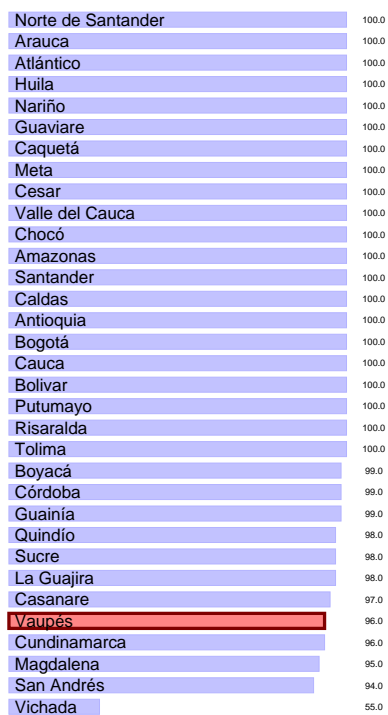 Norte de Santander 100.0
Arauca 100.0
Atlántico 100.0
Huila 100.0
Nariño 100.0
Guaviare 100.0
Caquetá 100.0
Meta 100.0
Cesar 100.0
Valle del Cauca 100.0
Chocó 100.0
Amazonas 100.0
Santander 100.0
Caldas 100.0
Antioquia 100.0
Bogotá 100.0
Cauca 100.0
Bolivar 100.0
Putumayo 100.0
Risaralda 100.0
Tolima 100.0
Boyacá 99.0
Córdoba 99.0
Guainía 99.0
Quindío 98.0
Sucre 98.0
La Guajira 98.0
Casanare 97.0
Vaupés 96.0
Cundinamarca 96.0
Magdalena 95.0
San Andrés 94.0
Vichada 55.0